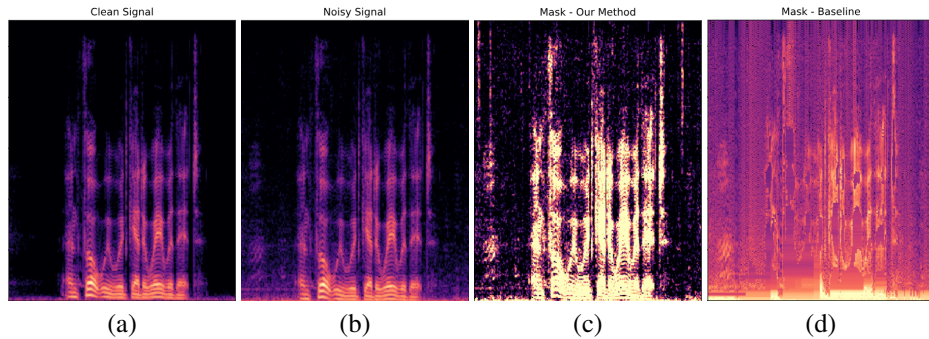 Clean Signal
Noisy Signal
Mask - Our Method
Mask - Baseline
(a)
(b)
(c)
(d)